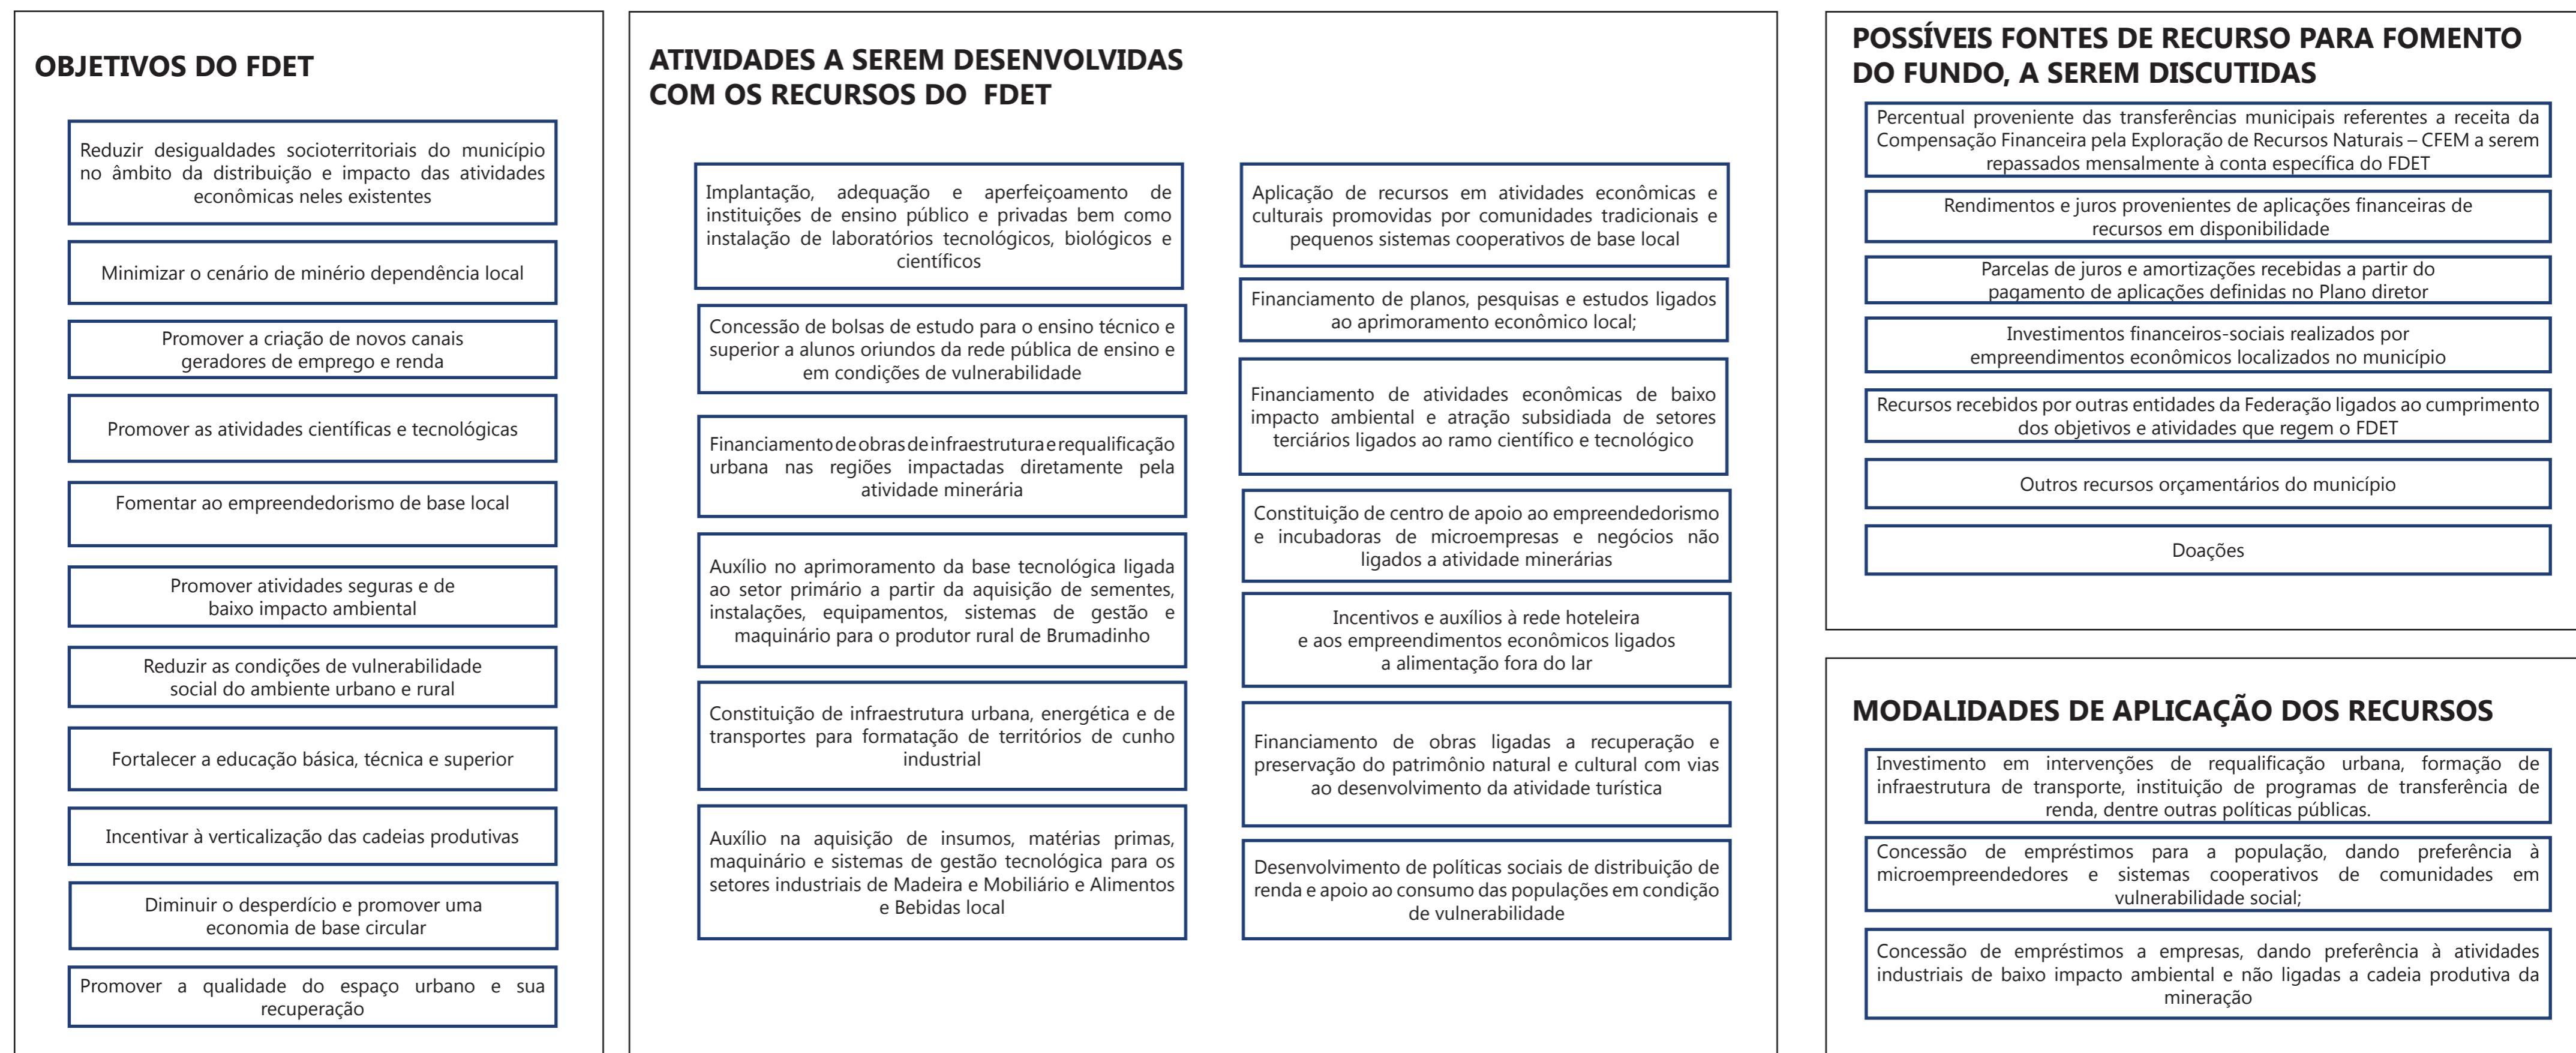 OBJETIVOS DO FDET
Reduzir desigualdades socioterritoriais do município
no âmbito da distribuição e impacto das atividades
econômicas neles existentes
Minimizar o cenário de minério dependência local
Promover a criação de novos canais
geradores de emprego e renda
Promover as atividades científicas e tecnológicas
Fomentar ao empreendedorismo de base local
Promover atividades seguras e de
baixo impacto ambiental
Reduzir as condições de vulnerabilidade
social do ambiente urbano e rural
Fortalecer a educação básica, técnica e superior
Incentivar à verticalização das cadeias produtivas
Diminuir o desperdício e promover uma
economia de base circular
Promover a qualidade do espaço urbano e sua
recuperação
ATIVIDADES A SEREM DESENVOLVIDAS
COM OS RECURSOS DO FDET
Implantação, adequação e aperfeiçoamento de
instituições de ensino público e privadas bem como
instalação de laboratórios tecnológicos, biológicos e
científicos
Concessão de bolsas de estudo para o ensino técnico e
superior a alunos oriundos da rede pública de ensino e
em condições de vulnerabilidade
Financiamento de obras de infraestrutura e requalificação
urbana nas regiões impactadas diretamente pela
atividade minerária
Auxílio no aprimoramento da base tecnológica ligada
ao setor primário a partir da aquisição de sementes,
instalações, equipamentos, sistemas de gestão e
maquinário para o produtor rural de Brumadinho
Constituição de infraestrutura urbana, energética e de
transportes para formatação de territórios de cunho
industrial
Auxílio na aquisição de insumos, matérias primas,
maquinário e sistemas de gestão tecnológica para os
setores industriais de Madeira e Mobiliário e Alimentos
e Bebidas local
Aplicação de recursos em atividades econômicas e
culturais promovidas por comunidades tradicionais e
pequenos sistemas cooperativos de base local
Financiamento de planos, pesquisas e estudos ligados
ao aprimoramento econômico local;
Financiamento de atividades econômicas de baixo
impacto ambiental e atração subsidiada de setores
terciários ligados ao ramo científico e tecnológico
Constituição de centro de apoio ao empreendedorismo
e incubadoras de microempresas e negócios não
ligados a atividade minerárias
Incentivos e auxílios à rede hoteleira
e aos empreendimentos econômicos ligados
a alimentação fora do lar
Financiamento de obras ligadas a recuperação e
preservação do patrimônio natural e cultural com vias
ao desenvolvimento da atividade turística
Desenvolvimento de políticas sociais de distribuição de
renda e apoio ao consumo das populações em condição
de vulnerabilidade
POSSÍVEIS FONTES DE RECURSO PARA FOMENTO
DO FUNDO, A SEREM DISCUTIDAS
Percentual proveniente das transferências municipais referentes a receita da
Compensação Financeira pela Exploração de Recursos Naturais – CFEM a serem
repassados mensalmente à conta específica do FDET
Rendimentos e juros provenientes de aplicações financeiras de
recursos em disponibilidade
Parcelas de juros e amortizações recebidas a partir do
pagamento de aplicações definidas no Plano diretor
Investimentos financeiros-sociais realizados por
empreendimentos econômicos localizados no município
Recursos recebidos por outras entidades da Federação ligados ao cumprimento
dos objetivos e atividades que regem o FDET
Outros recursos orçamentários do município
Doações
MODALIDADES DE APLICAÇÃO DOS RECURSOS
Investimento em intervenções de requalificação urbana, formação de
infraestrutura de transporte, instituição de programas de transferência de
renda, dentre outras políticas públicas.
Concessão de empréstimos para a população, dando preferência à
microempreendedores e sistemas cooperativos de comunidades em
vulnerabilidade social;
Concessão de empréstimos a empresas, dando preferência à atividades
industriais de baixo impacto ambiental e não ligadas a cadeia produtiva da
mineração